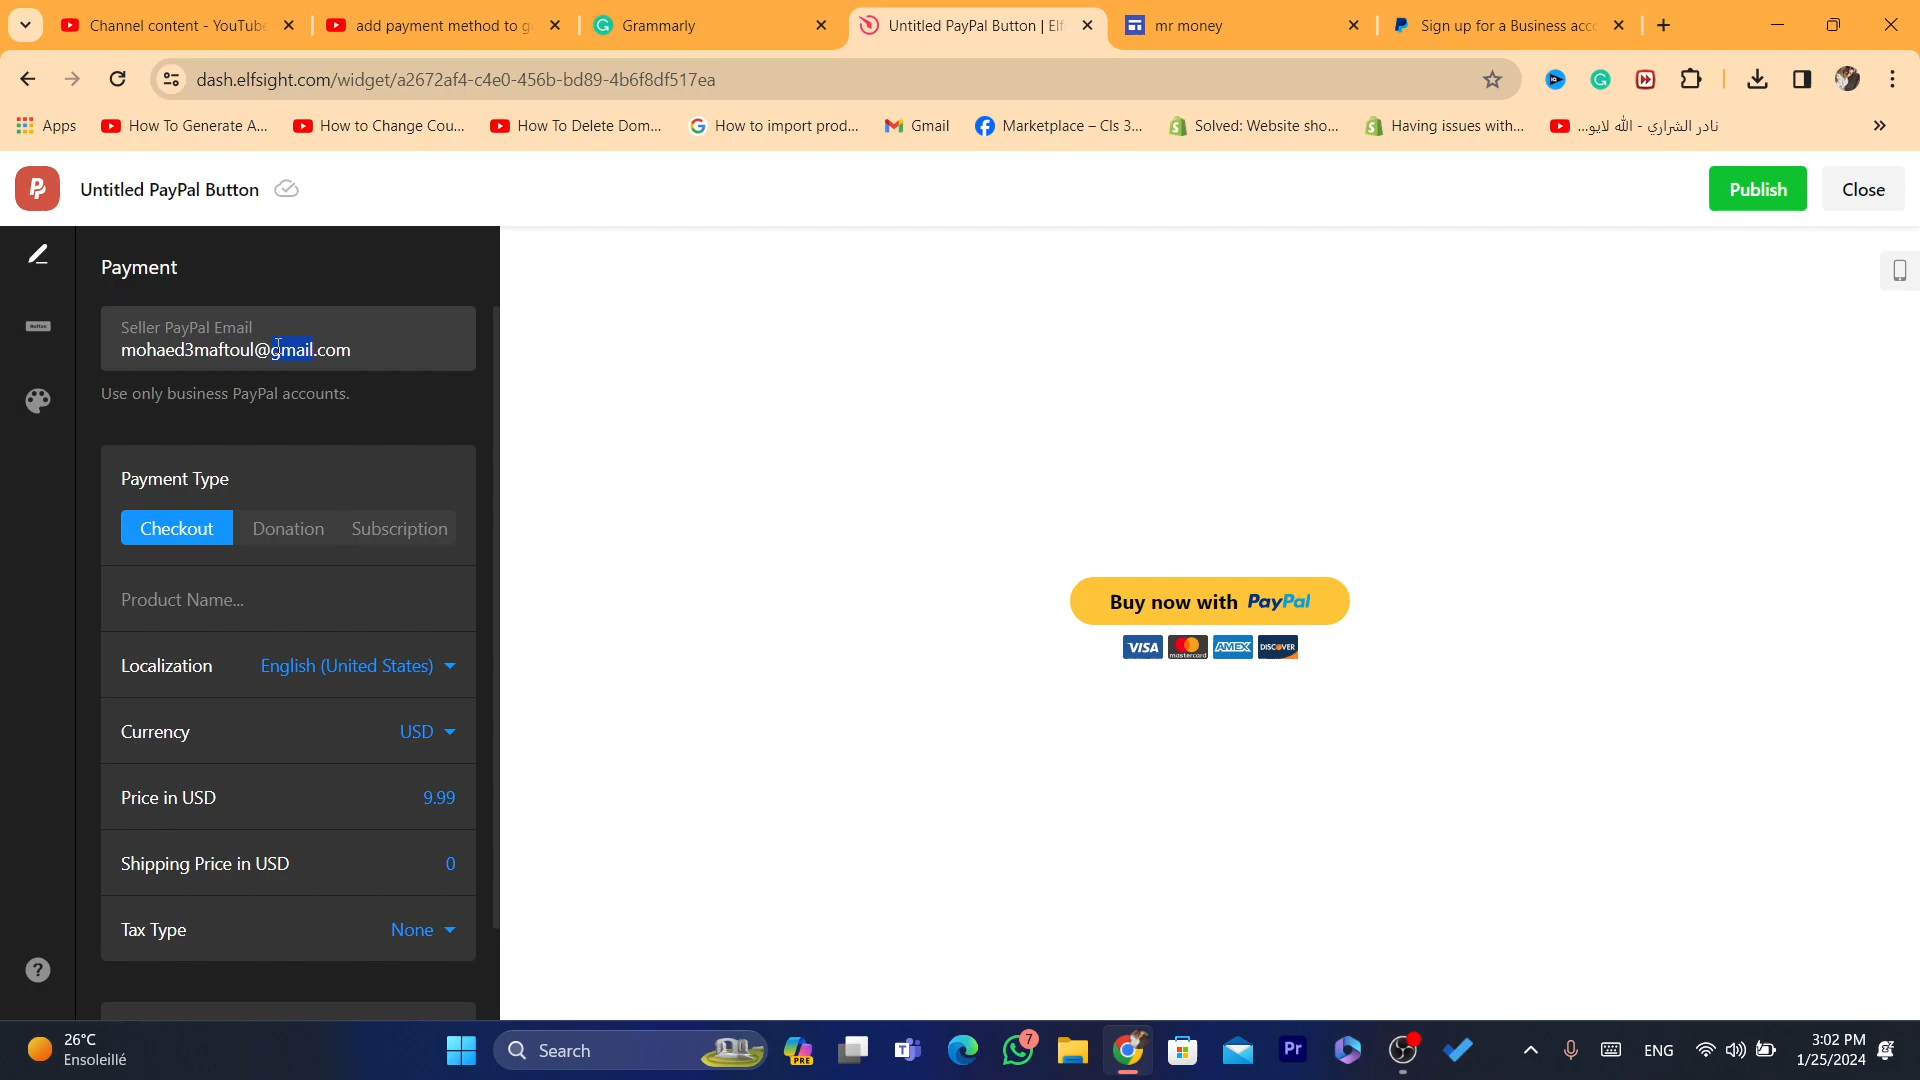 Channel content - YouTube
add payment method to g
Grammarly
Untitled PayPal Button | Elf
mr money
Sign up for a Business acc
dash.elfsight.com/widget/a2672af4-c4e0-456b-bd89-4b6f8df517ea
Apps
How To Generate A...
How to Change Cou...
How To Delete Dom...
How to import prod...
Gmail
Marketplace – Cls 3...
Solved: Website sho...
Having issues with...
نادر الشراري - الله لايو...
Untitled PayPal Button
Publish
Close
Payment
Seller PayPal Email
mohaed3maftoul@gmail.com
Use only business PayPal accounts.
Payment Type
Checkout Donation Subscription
Product Name...
Localization English (United States)
Currency USD
Price in USD 9.99
Shipping Price in USD 0
Tax Type None
Buy now with PayPal
VISA mastercard AMEX DISCOVER
26°C
Ensoleillé
Search
PRE
7
Pr
ENG
3:02 PM
1/25/2024